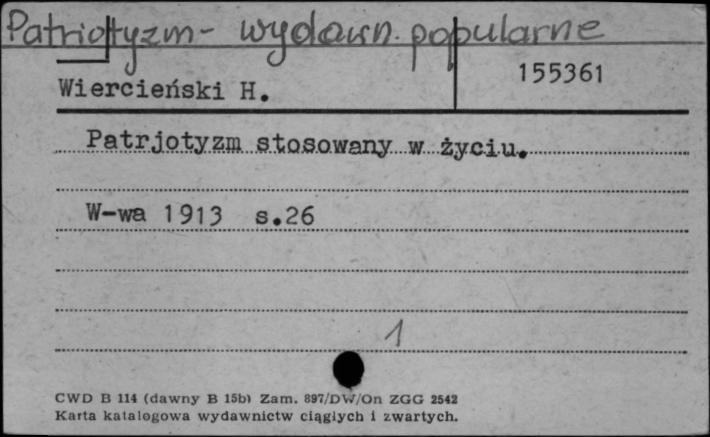 Patriotyzm - wydawn. popularne
Wiercieński H.
155361
Patrjotyzm stosowany w życiu.
W-wa 1913 s.26
1
CWD B 114 (dawny B 15b) Zam. 897/DW/On ZGG 2542
Karta katalogowa wydawnictw ciągłych i zwartych.